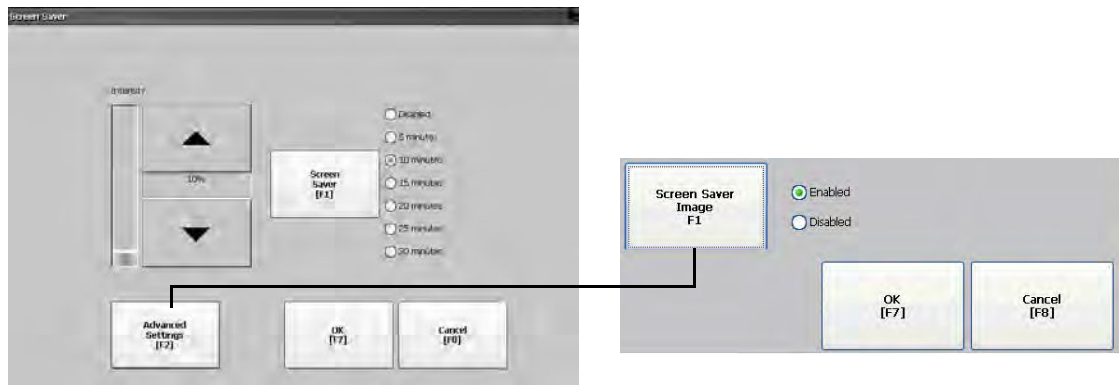 Screen Saver
Intensity
10%
Screen
Saver
[F1]
Disabled
5 minutes
10 minutes
15 minutes
20 minutes
25 minutes
30 minutes
Advanced
Settings
[F2]
OK
[F7]
Cancel
[F8]
Screen Saver
Image
F1
Enabled
Disabled
OK
[F7]
Cancel
[F8]